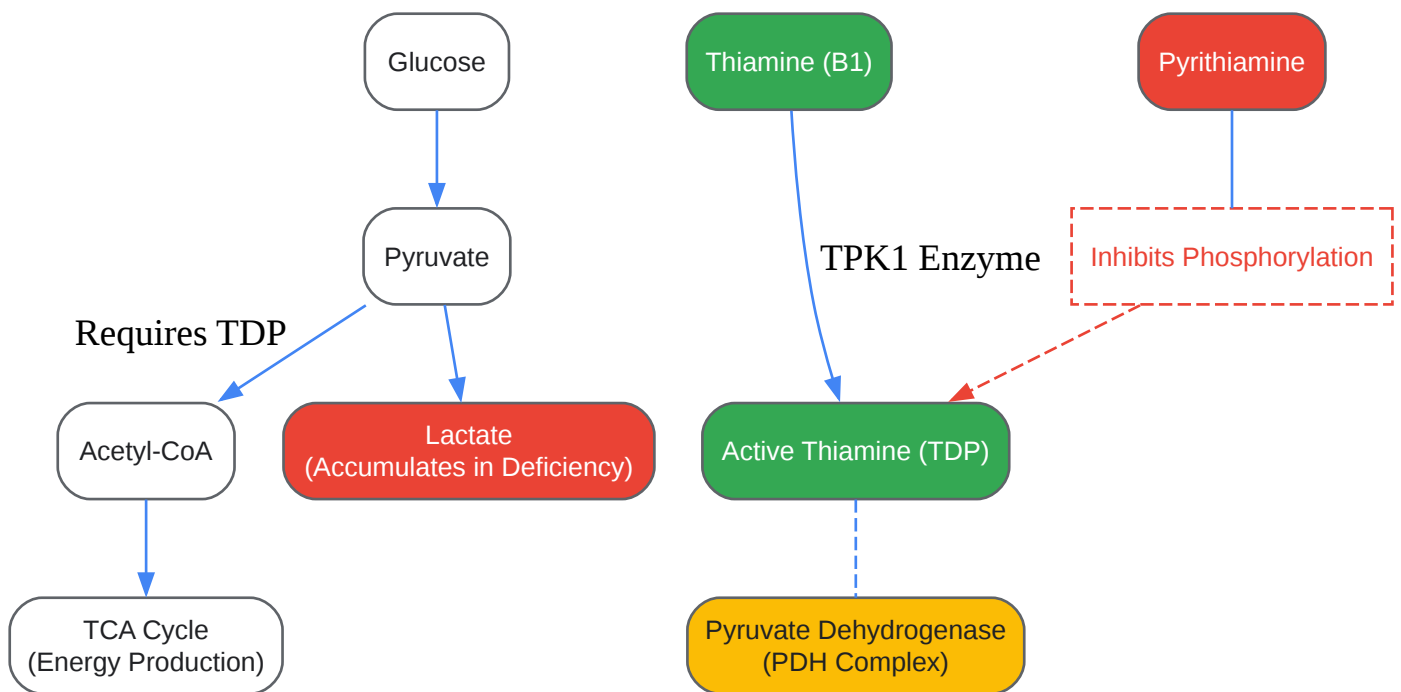 Glucose
Thiamine (B1)
Pyrithiamine
Pyruvate
TPK1 Enzyme
Inhibits Phosphorylation
Requires TDP
Acetyl-CoA
Lactate
(Accumulates in Deficiency)
Active Thiamine (TDP)
TCA Cycle
(Energy Production)
Pyruvate Dehydrogenase
(PDH Complex)